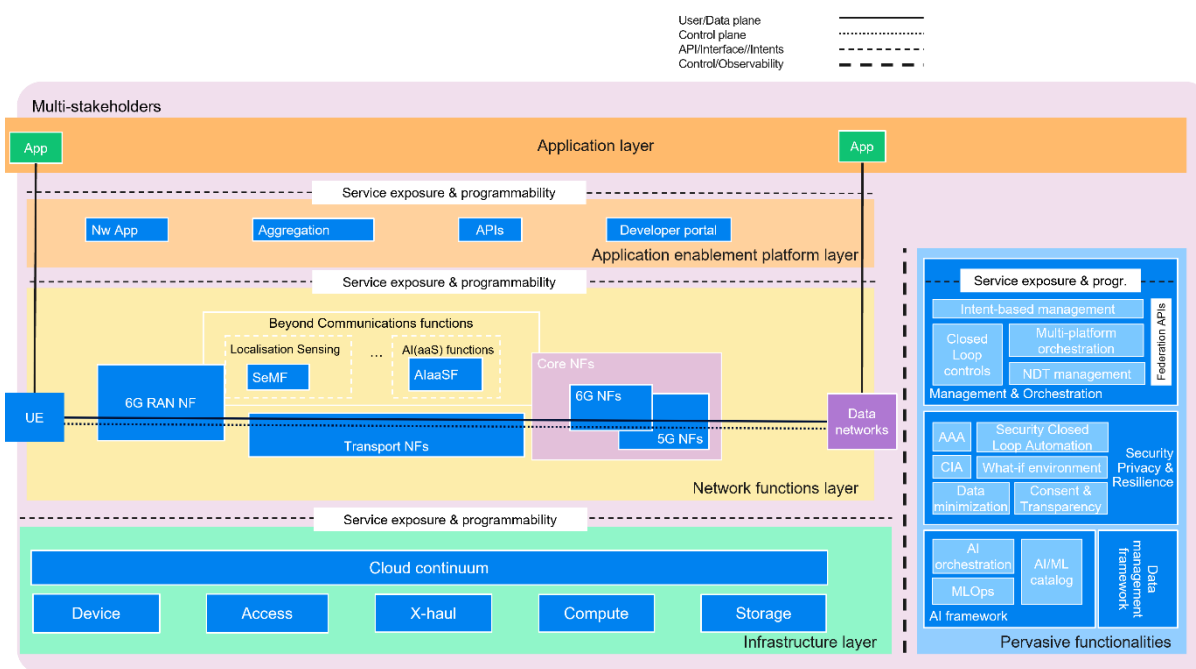 User/Data plane
Control plane
API/Interface//Intents
Control/Observability
Multi-stakeholders
App
Application layer
App
Service exposure & programmability
Nw App
Aggregation
APIs
Developer portal
Application enablement platform layer
Service exposure & programmability
Beyond Communications functions
Localisation Sensing
...
AI(aaS) functions
SeMF
AIaaSF
Core NFs
6G RAN NF
6G NFs
UE
Data
networks
Transport NFs
5G NFs
Network functions layer
Service exposure & programmability
Cloud continuum
Device
Access
X-haul
Compute
Storage
Infrastructure layer
Service exposure & progr.
Intent-based management
Closed
Loop
controls
Multi-platform
orchestration
NDT management
Federation APIs
Management & Orchestration
AAA
Security Closed
Loop Automation
CIA
What-if environment
Data
minimization
Consent &
Transparency
Security
Privacy &
Resilience
AI
orchestration
MLOps
AI/ML
catalog
AI framework
Data
management
framework
Pervasive functionalities